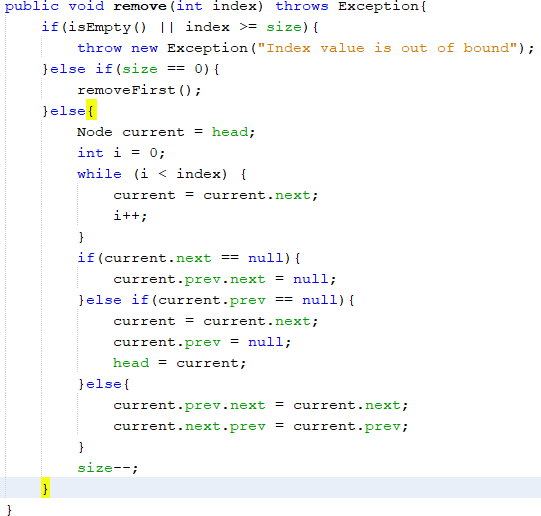 public void remove(int index) throws Exception{
    if(isEmpty() || index >= size){
        throw new Exception("Index value is out of bound");
    }else if(size == 0){
        removeFirst();
    }else{
        Node current = head;
        int i = 0;
        while (i < index) {
            current = current.next;
            i++;
        }
        if(current.next == null){
            current.prev.next = null;
        }else if(current.prev == null){
            current = current.next;
            current.prev = null;
            head = current;
        }else{
            current.prev.next = current.next;
            current.next.prev = current.prev;
        }
        size--;
    }
}